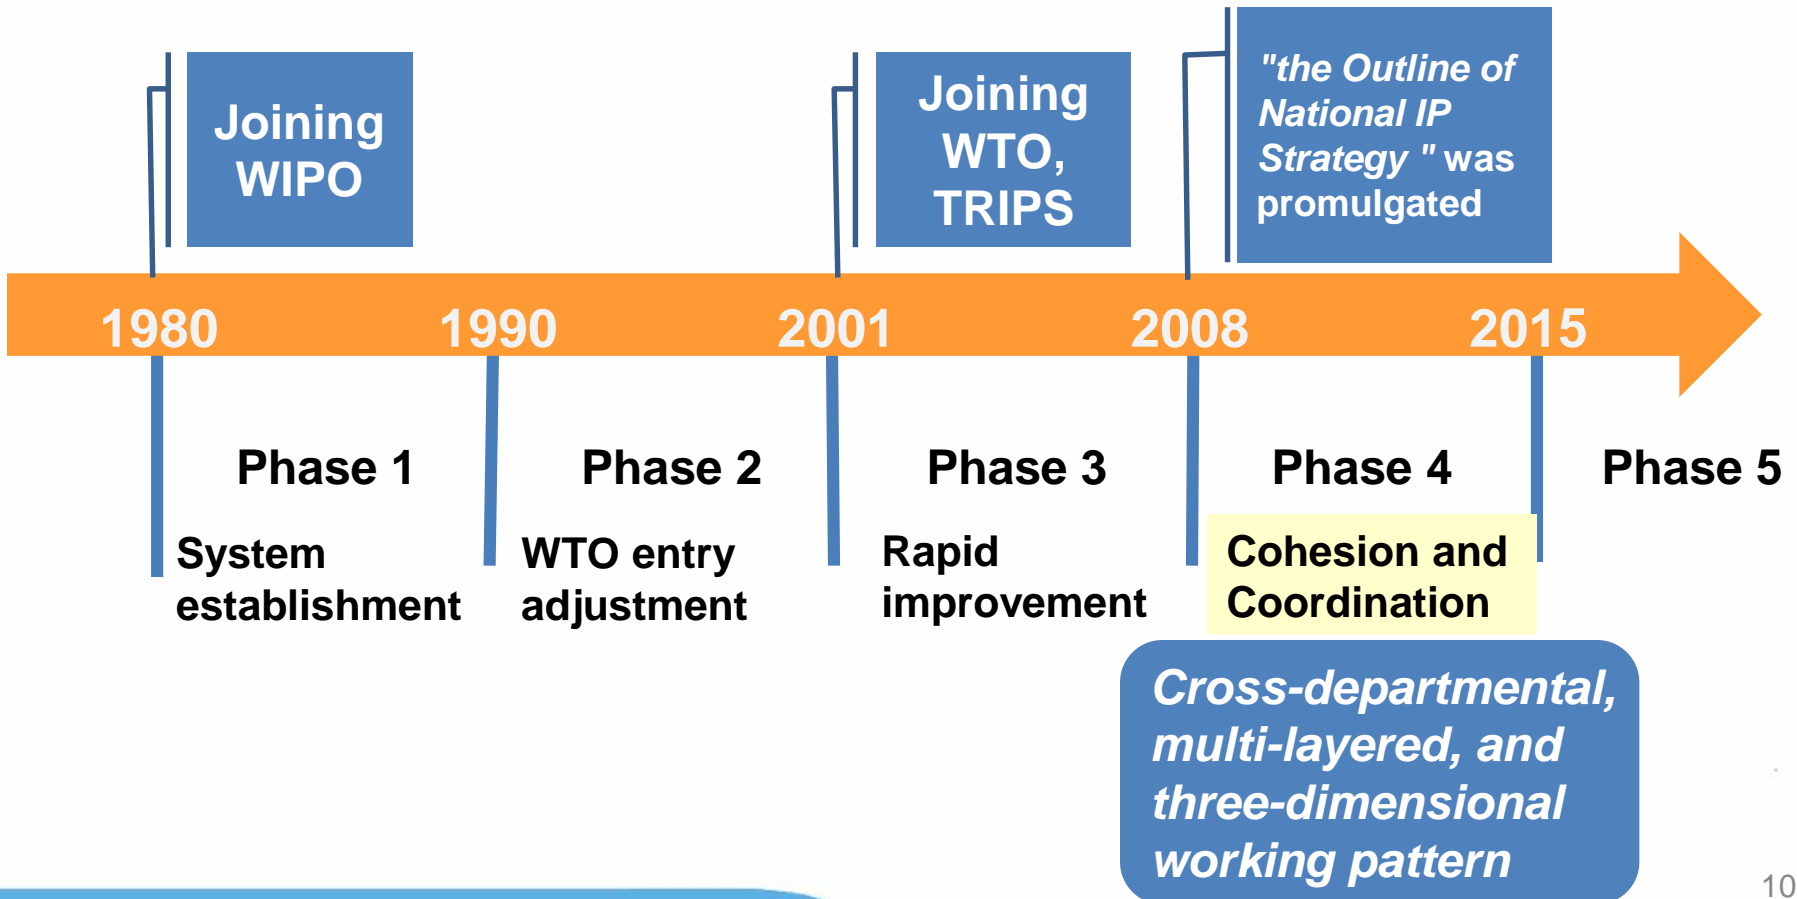 Joining
WIPO
Joining
WTO,
TRIPS
"the Outline of
National IP
Strategy " was
promulgated
1980
1990
2001
2008
2015
Phase 1
Phase 2
Phase 3
Phase 4
Phase 5
System
establishment
WTO entry
adjustment
Rapid
improvement
Cohesion and
Coordination
Cross-departmental,
multi-layered, and
three-dimensional
working pattern
10